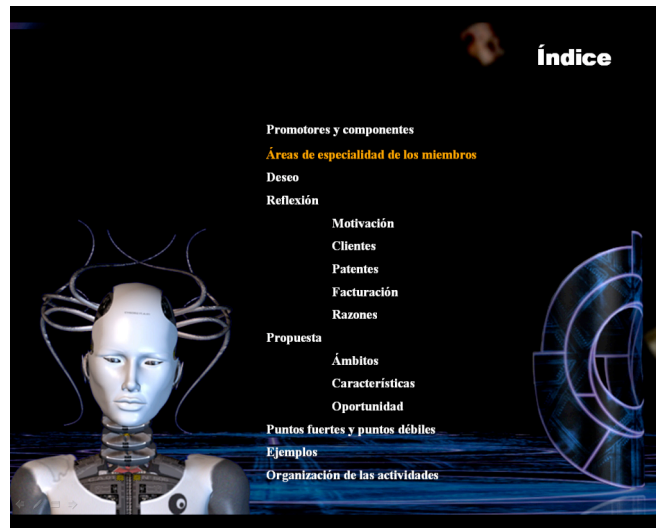 Índice
Promotores y componentes
Áreas de especialidad de los miembros
Deseo
Reflexión
Motivación
Clientes
Patentes
Facturación
Razones
Propuesta
Ámbitos
Características
Oportunidad
Puntos fuertes y puntos débiles
Ejemplos
Organización de las actividades